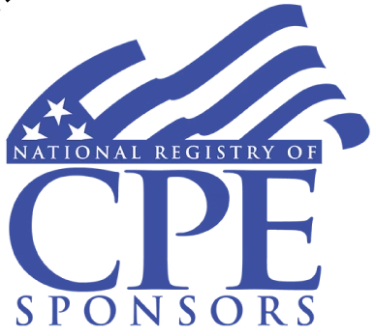 NATIONAL REGISTRY OF
CPE
SPONSORS